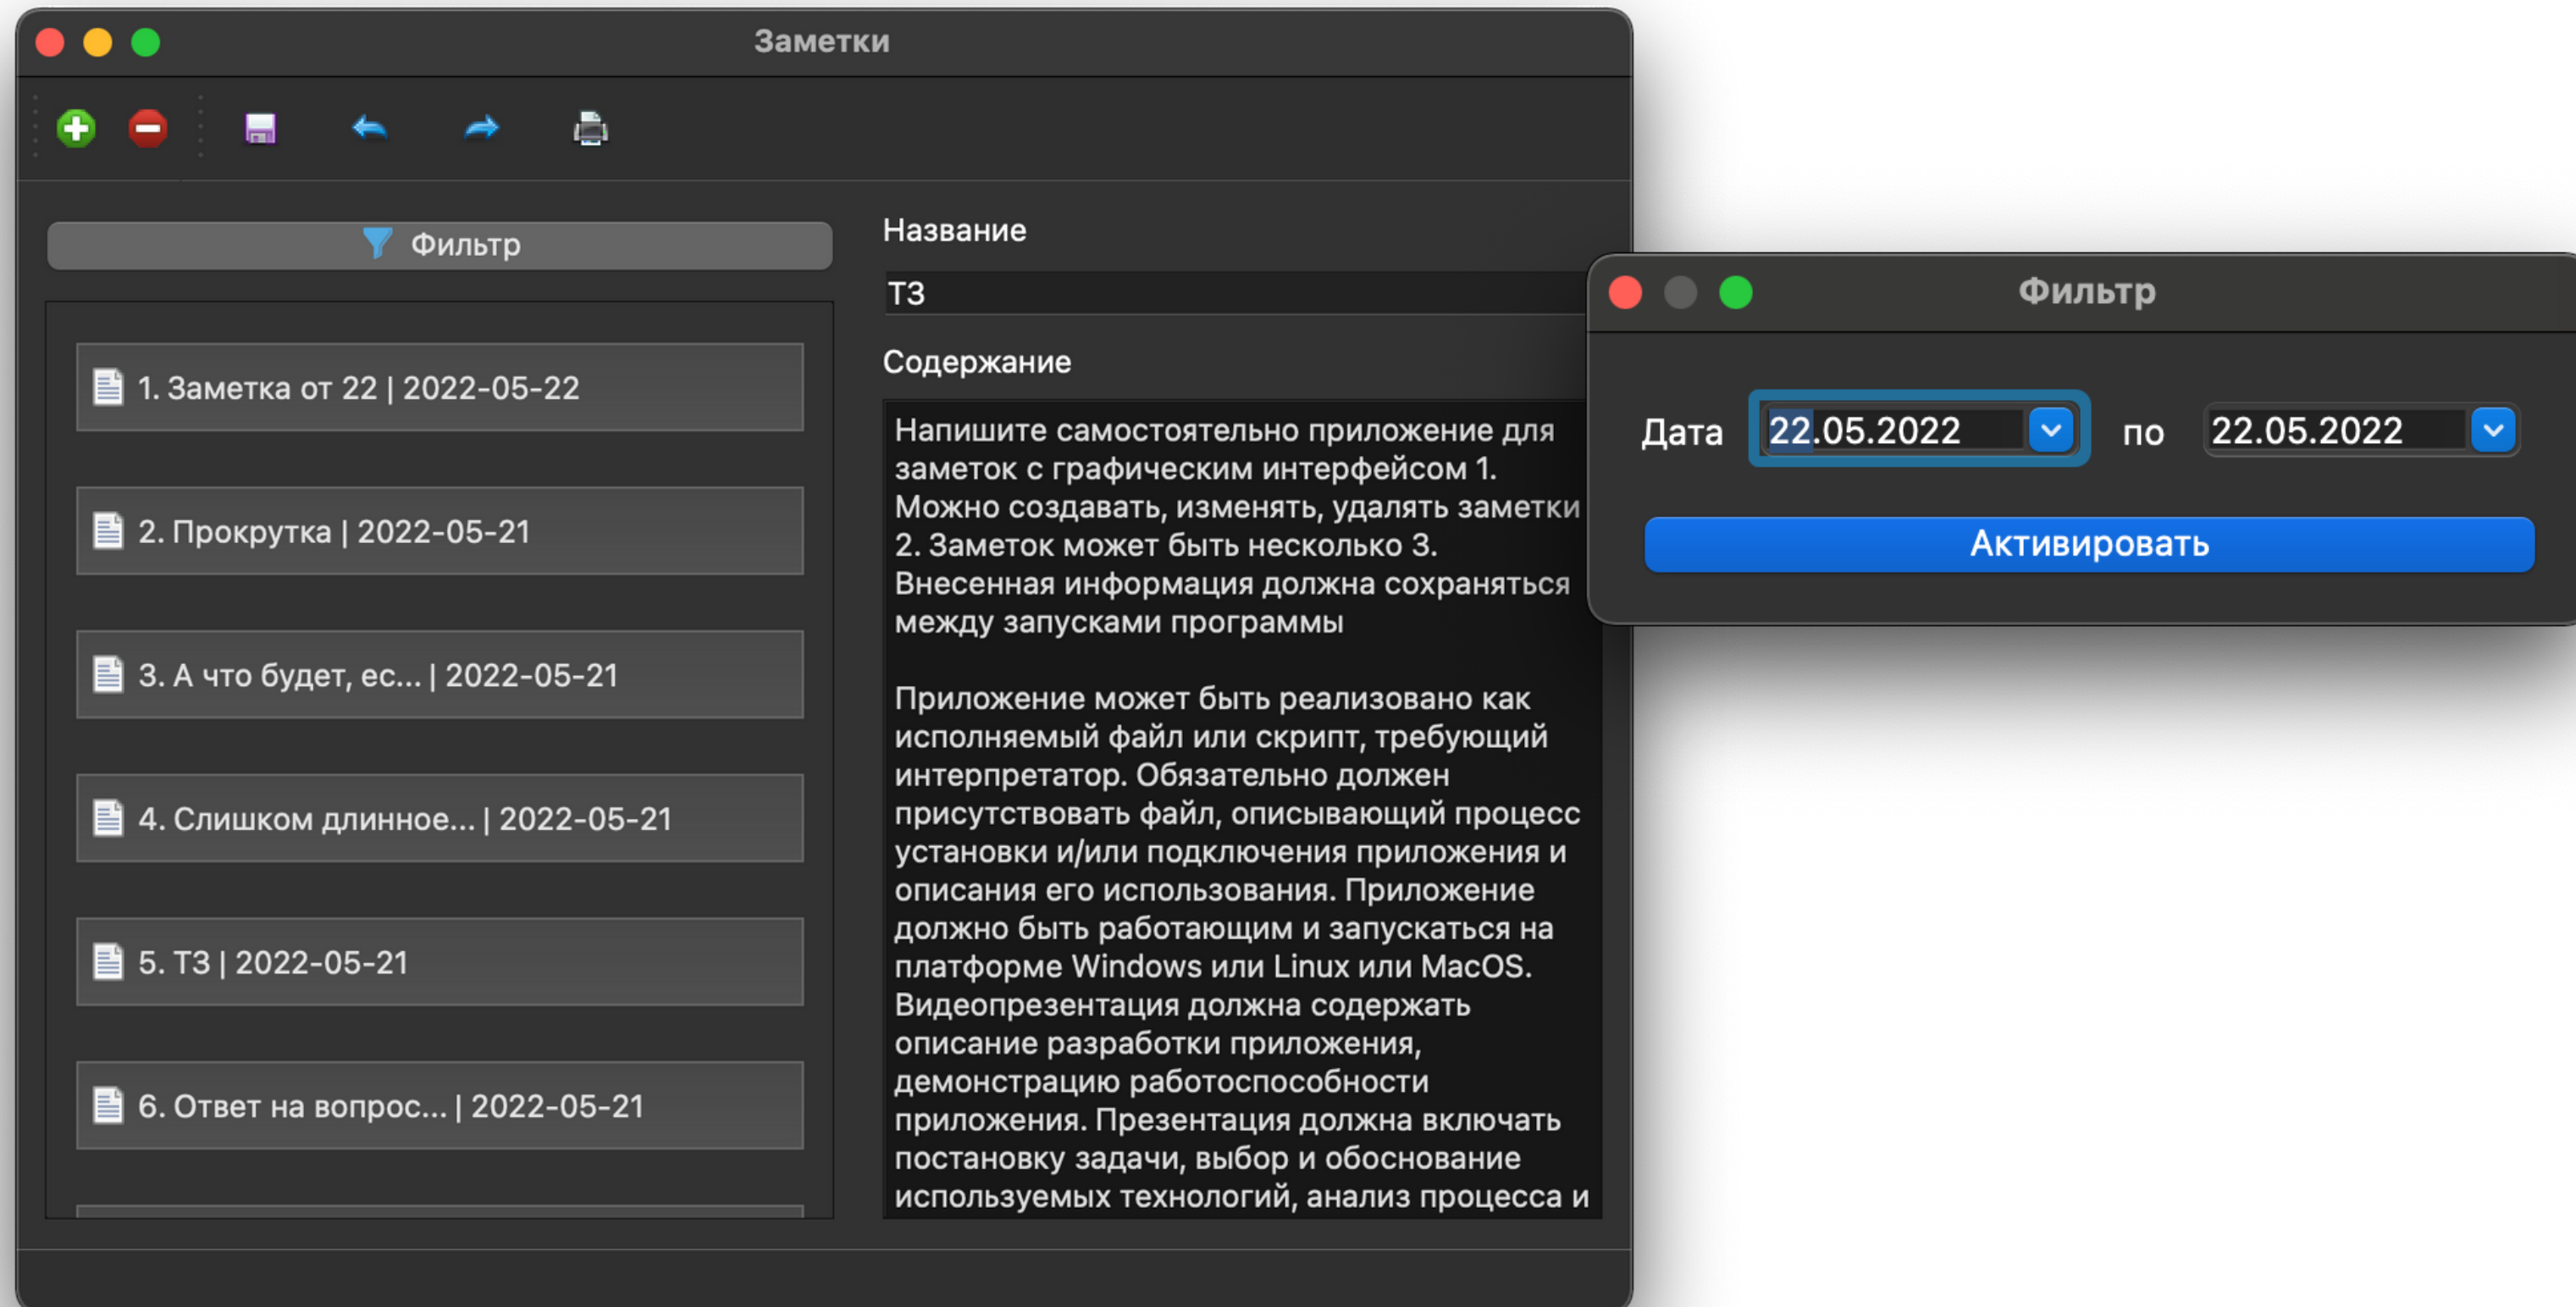 Заметки
Фильтр
1. Заметка от 22 | 2022-05-22
2. Прокрутка | 2022-05-21
3. А что будет, ес... | 2022-05-21
4. Слишком длинное... | 2022-05-21
5. ТЗ | 2022-05-21
6. Ответ на вопрос... | 2022-05-21
Название
ТЗ
Содержание
Напишите самостоятельно приложение для
заметок с графическим интерфейсом 1.
Можно создавать, изменять, удалять заметки
2. Заметок может быть несколько 3.
Внесенная информация должна сохраняться
между запусками программы
Приложение может быть реализовано как
исполняемый файл или скрипт, требующий
интерпретатор. Обязательно должен
присутствовать файл, описывающий процесс
установки и/или подключения приложения и
описания его использования. Приложение
должно быть работающим и запускаться на
платформе Windows или Linux или MacOS.
Видеопрезентация должна содержать
описание разработки приложения,
демонстрацию работоспособности
приложения. Презентация должна включать
постановку задачи, выбор и обоснование
используемых технологий, анализ процесса и
Фильтр
Дата 22.05.2022 по 22.05.2022
Активировать